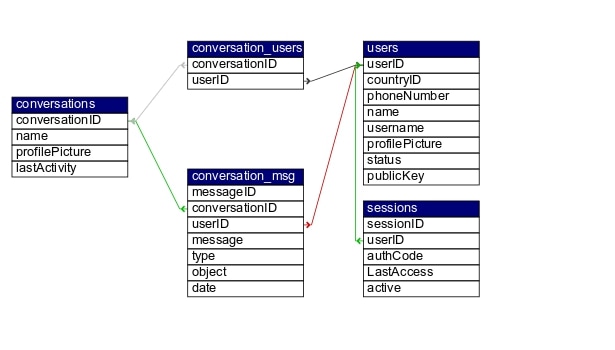 conversations
conversationID
name
profilePicture
lastActivity
conversation_users
conversationID
userID
conversation_msg
messageID
conversationID
userID
message
type
object
date
users
userID
countryID
phoneNumber
name
username
profilePicture
status
publicKey
sessions
sessionID
userID
authCode
LastAccess
active